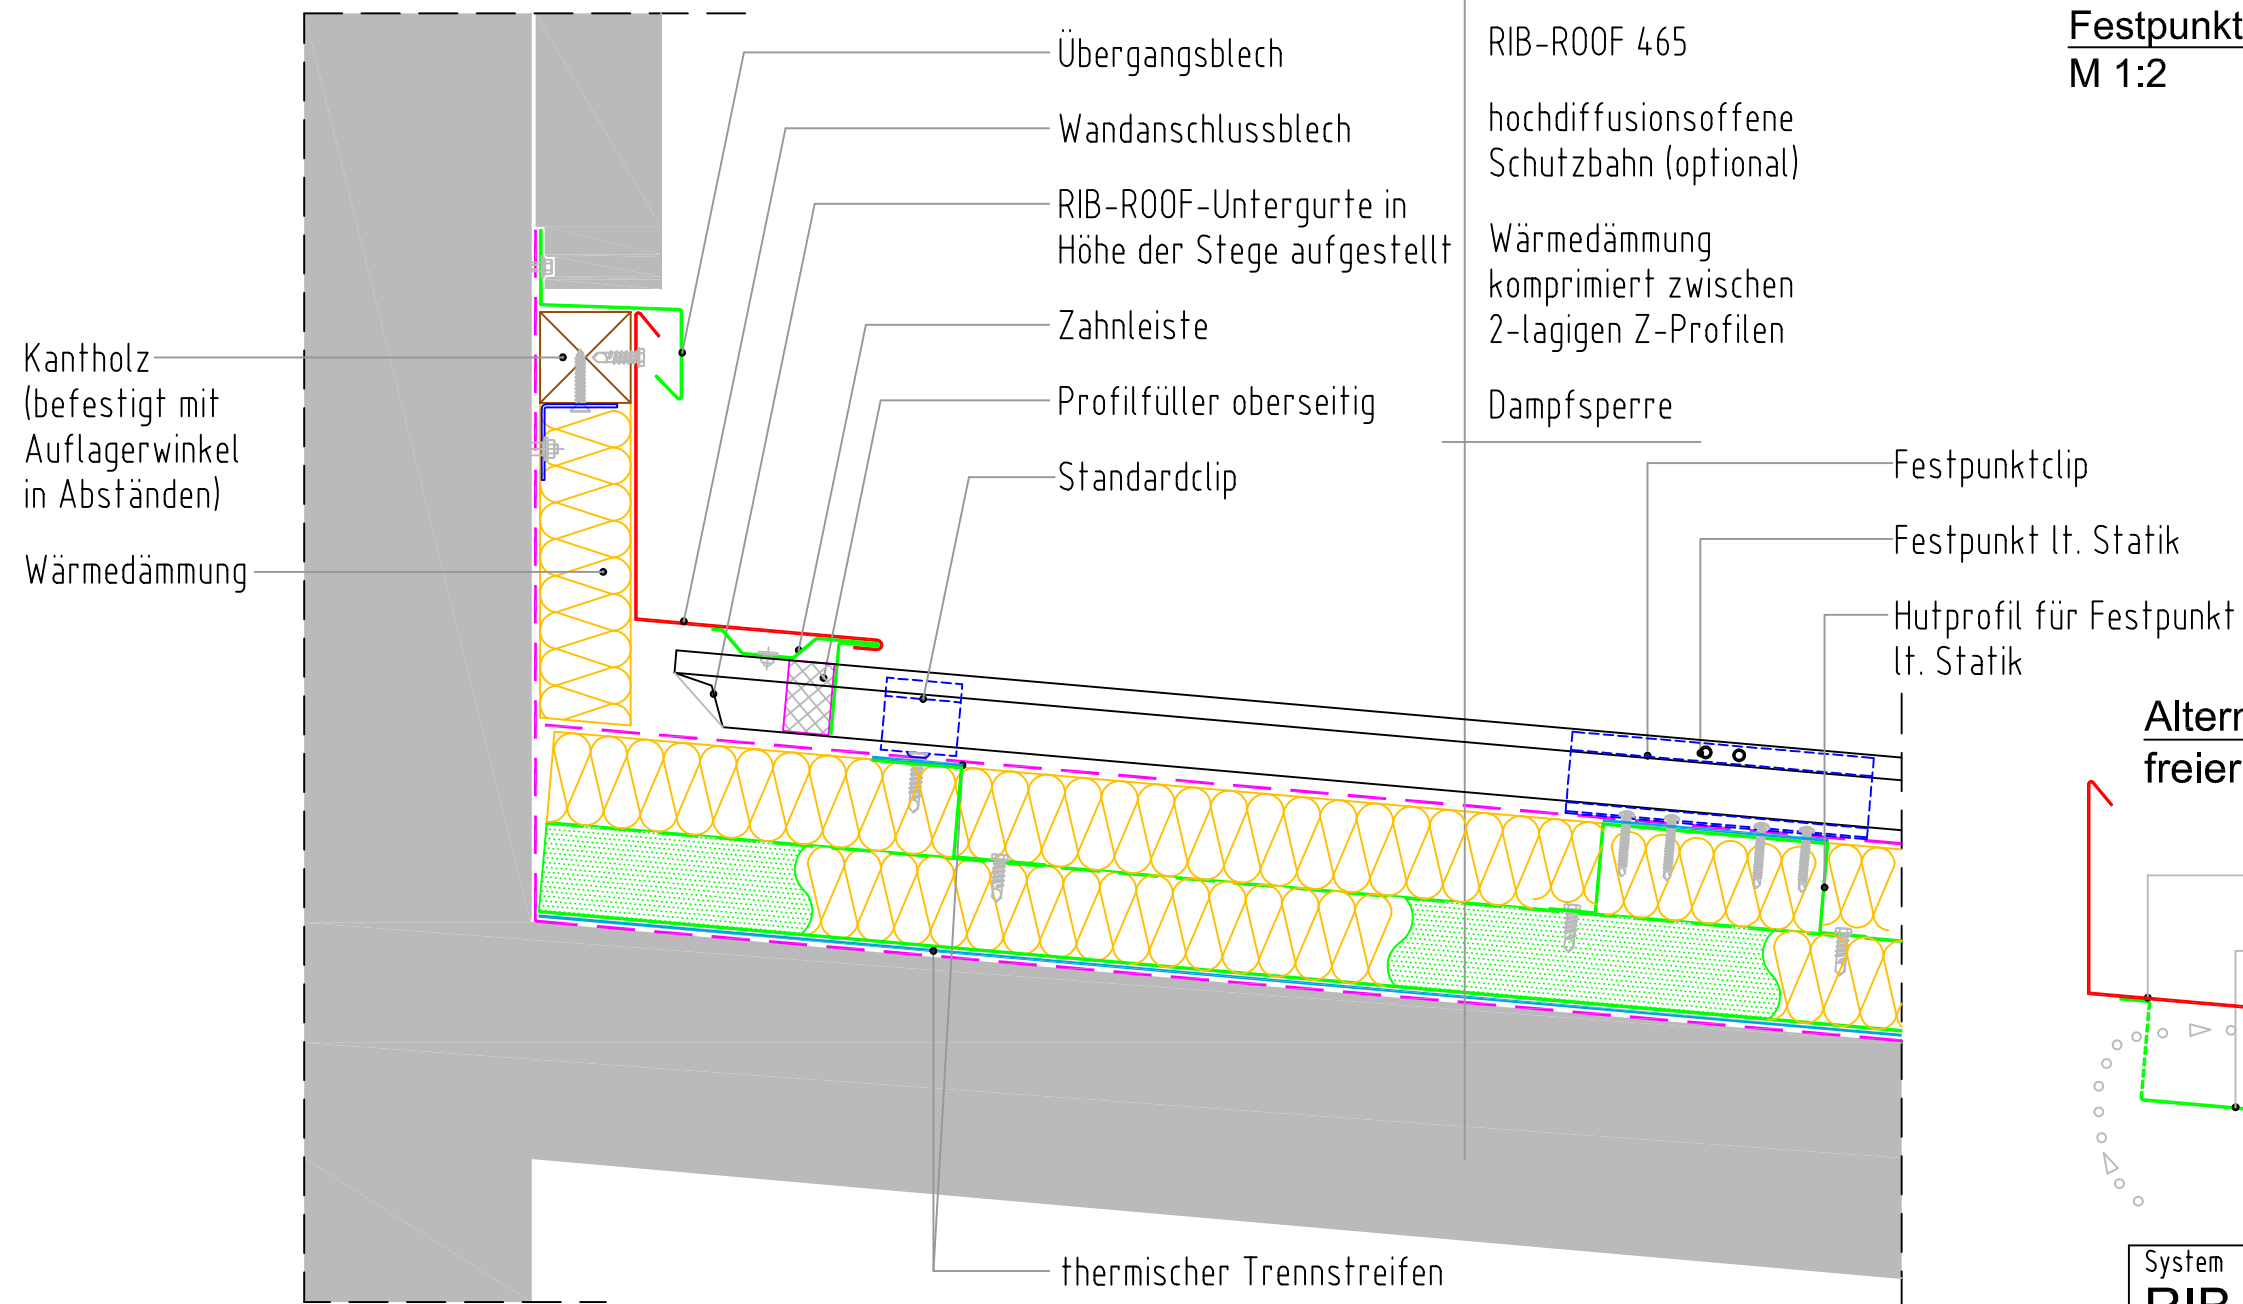 Kantholz
(befestigt mit
Auflagerwinkel
in Abständen)
Wärmedämmung
Übergangsblech
Wandanschlussblech
RIB-ROOF-Untergurte in
Höhe der Stege aufgestellt
Zahnleiste
Profilfüller oberseitig
Standardclip
thermischer Trennstreifen
RIB-ROOF 465
hochdiffusionsoffene
Schutzbahn (optional)
Wärmedämmung
komprimiert zwischen
2-lagigen Z-Profilen
Dampfsperre
Festpunktclip
Festpunkt lt. Statik
Hutprofil für Festpunkt
lt. Statik
Festpunkt
M 1:2
freier
System